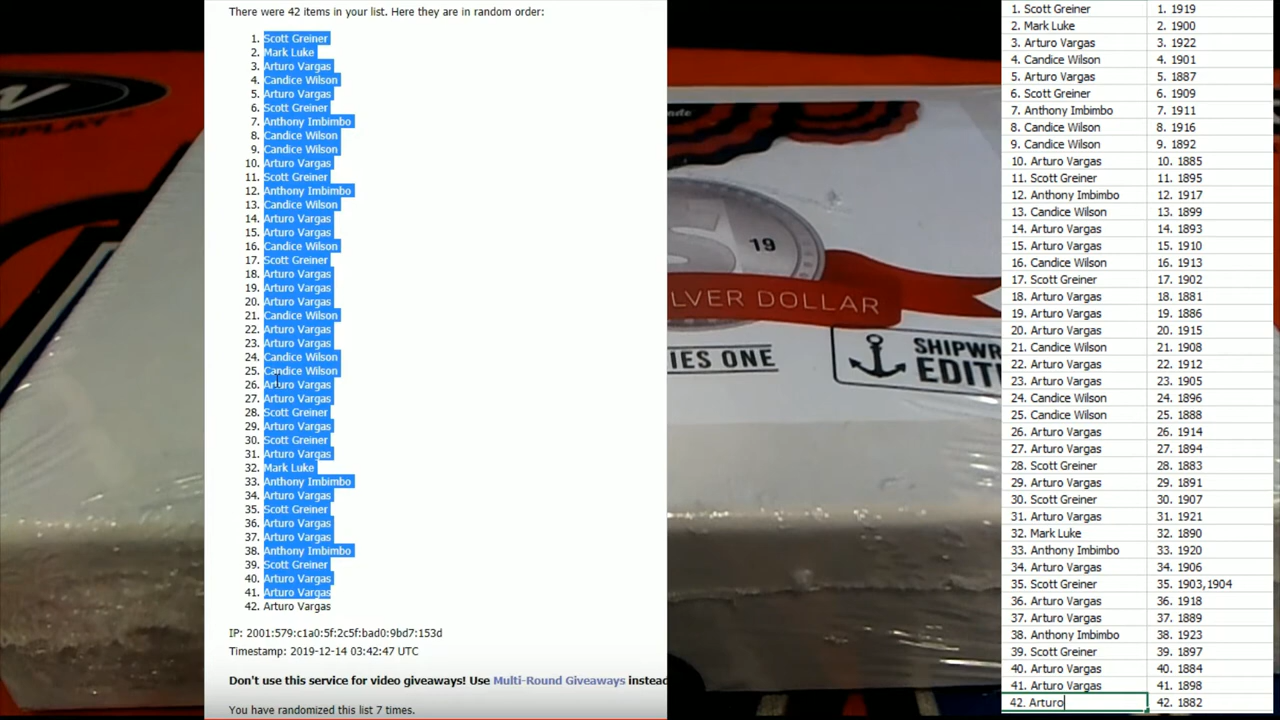 There were 42 items in your list. Here they are in random order:
1. Scott Greiner
2. Mark Luke
3. Arturo Vargas
4. Candice Wilson
5. Arturo Vargas
6. Scott Greiner
7. Anthony Imbimbo
8. Candice Wilson
9. Candice Wilson
10. Arturo Vargas
11. Scott Greiner
12. Anthony Imbimbo
13. Candice Wilson
14. Arturo Vargas
15. Arturo Vargas
16. Candice Wilson
17. Scott Greiner
18. Arturo Vargas
19. Arturo Vargas
20. Arturo Vargas
21. Candice Wilson
22. Arturo Vargas
23. Arturo Vargas
24. Candice Wilson
25. Candice Wilson
26. Arturo Vargas
27. Arturo Vargas
28. Scott Greiner
29. Arturo Vargas
30. Scott Greiner
31. Arturo Vargas
32. Mark Luke
33. Anthony Imbimbo
34. Arturo Vargas
35. Scott Greiner
36. Arturo Vargas
37. Arturo Vargas
38. Anthony Imbimbo
39. Scott Greiner
40. Arturo Vargas
41. Arturo Vargas
42. Arturo Vargas
IP: 2001:579:c1a0:5f:2c5f:bad0:9bd7:153d
Timestamp: 2019-12-14 03:42:47 UTC
Don't use this service for video giveaways! Use Multi-Round Giveaways instead
You have randomized this list 7 times.
19
LVER DOLLAR
IES ONE
SHIPWR
EDITI
1. Scott Greiner 1. 1919
2. Mark Luke 2. 1900
3. Arturo Vargas 3. 1922
4. Candice Wilson 4. 1901
5. Arturo Vargas 5. 1887
6. Scott Greiner 6. 1909
7. Anthony Imbimbo 7. 1911
8. Candice Wilson 8. 1916
9. Candice Wilson 9. 1892
10. Arturo Vargas 10. 1885
11. Scott Greiner 11. 1895
12. Anthony Imbimbo 12. 1917
13. Candice Wilson 13. 1899
14. Arturo Vargas 14. 1893
15. Arturo Vargas 15. 1910
16. Candice Wilson 16. 1913
17. Scott Greiner 17. 1902
18. Arturo Vargas 18. 1881
19. Arturo Vargas 19. 1886
20. Arturo Vargas 20. 1915
21. Candice Wilson 21. 1908
22. Arturo Vargas 22. 1912
23. Arturo Vargas 23. 1905
24. Candice Wilson 24. 1896
25. Candice Wilson 25. 1888
26. Arturo Vargas 26. 1914
27. Arturo Vargas 27. 1894
28. Scott Greiner 28. 1883
29. Arturo Vargas 29. 1891
30. Scott Greiner 30. 1907
31. Arturo Vargas 31. 1921
32. Mark Luke 32. 1890
33. Anthony Imbimbo 33. 1920
34. Arturo Vargas 34. 1906
35. Scott Greiner 35. 1903,1904
36. Arturo Vargas 36. 1918
37. Arturo Vargas 37. 1889
38. Anthony Imbimbo 38. 1923
39. Scott Greiner 39. 1897
40. Arturo Vargas 40. 1884
41. Arturo Vargas 41. 1898
42. Arturo 42. 1882